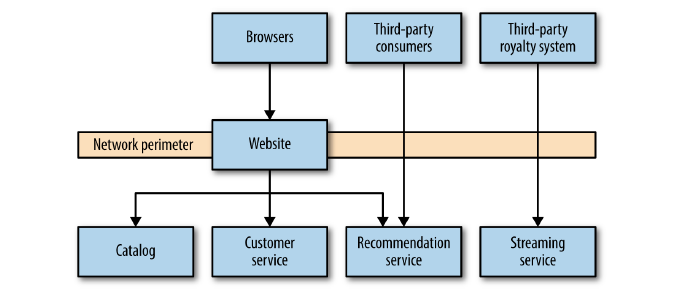 Browsers
Third-party
consumers
Third-party
royalty system
Network perimeter
Website
Catalog
Customer
service
Recommendation
service
Streaming
service